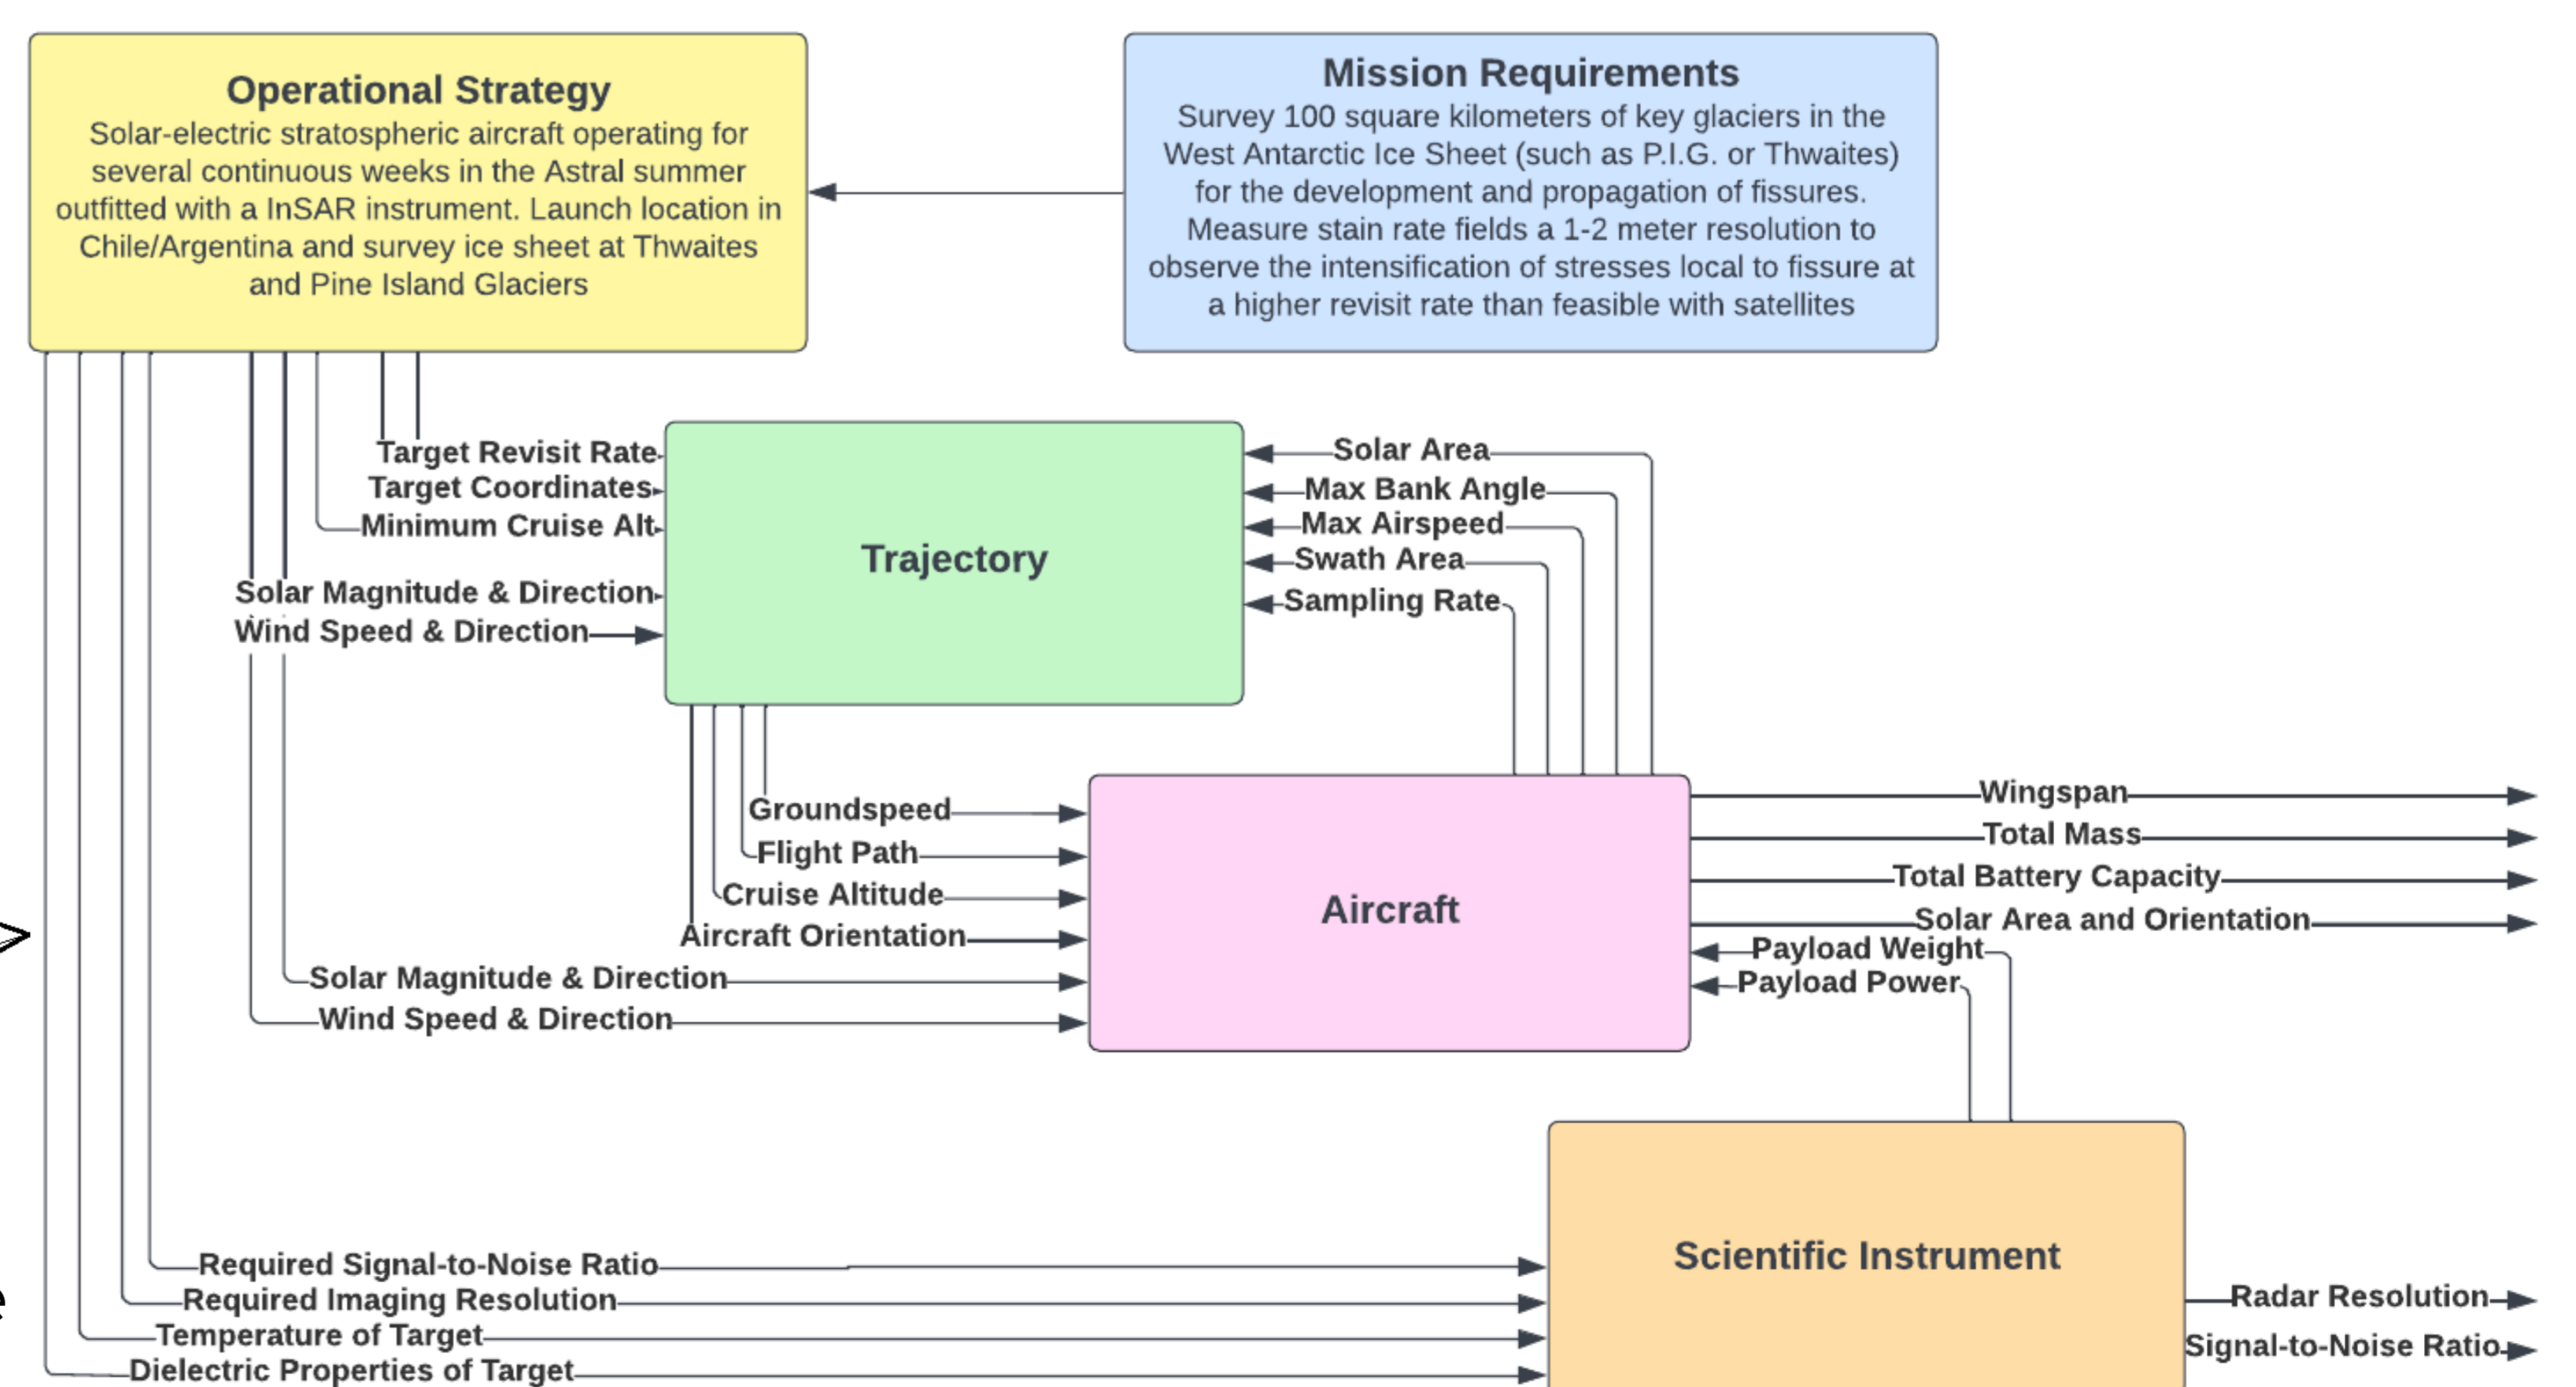 Operational Strategy
Solar-electric stratospheric aircraft operating for
several continuous weeks in the Astral summer
outfitted with a InSAR instrument. Launch location in
Chile/Argentina and survey ice sheet at Thwaites
and Pine Island Glaciers
Mission Requirements
Survey 100 square kilometers of key glaciers in the
West Antarctic Ice Sheet (such as P.I.G. or Thwaites)
for the development and propagation of fissures.
Measure stain rate fields a 1-2 meter resolution to
observe the intensification of stresses local to fissure at
a higher revisit rate than feasible with satellites
Target Revisit Rate
Target Coordinates
Minimum Cruise Alt
Solar Magnitude & Direction
Wind Speed & Direction
Trajectory
Solar Area
Max Bank Angle
Max Airspeed
Swath Area
Sampling Rate
Groundspeed
Flight Path
Cruise Altitude
Aircraft Orientation
Solar Magnitude & Direction
Wind Speed & Direction
Aircraft
Wingspan
Total Mass
Total Battery Capacity
Solar Area and Orientation
Payload Weight
Payload Power
>
Required Signal-to-Noise Ratio
Required Imaging Resolution
Temperature of Target
Dielectric Properties of Target
Scientific Instrument
Radar Resolution
Signal-to-Noise Ratio